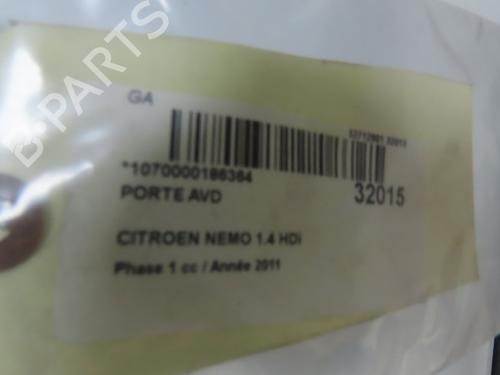 B-PARTS
GA
*1070000186364
32015
PORTE AVD
CITROEN NEMO 1.4 HDi
Phase 1 cc / Année 2011